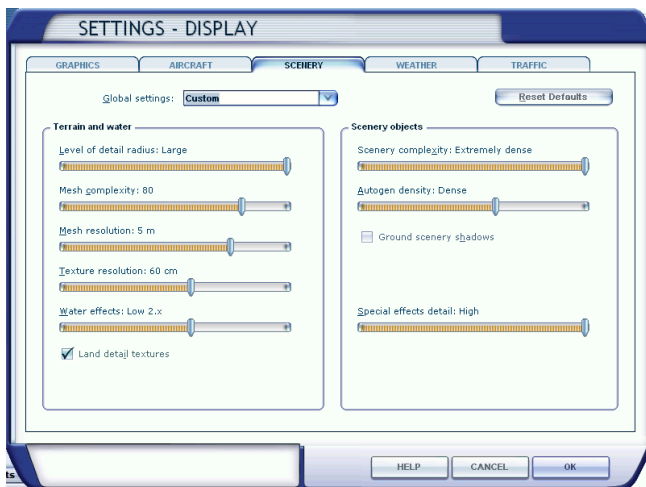 SETTINGS - DISPLAY
GRAPHICS
AIRCRAFT
SCENERY
WEATHER
TRAFFIC
Global settings: Custom
Reset Defaults
Terrain and water
Level of detail radius: Large
Mesh complexity: 80
Mesh resolution: 5 m
Texture resolution: 60 cm
Water effects: Low 2.x
Land detail textures
Scenery objects
Scenery complexity: Extremely dense
Autogen density: Dense
Ground scenery shadows
Special effects detail: High
ts
HELP
CANCEL
OK